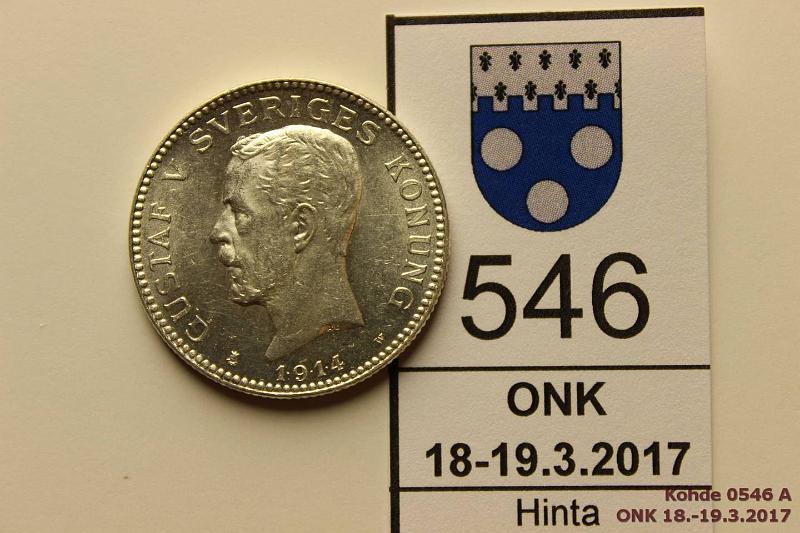 GUSTAF V SVERIGES KONUNG
1914
W
546
ONK
18-19.3.2017
Hinta
Kohde 0546 A
ONK 18.-19.3.2017